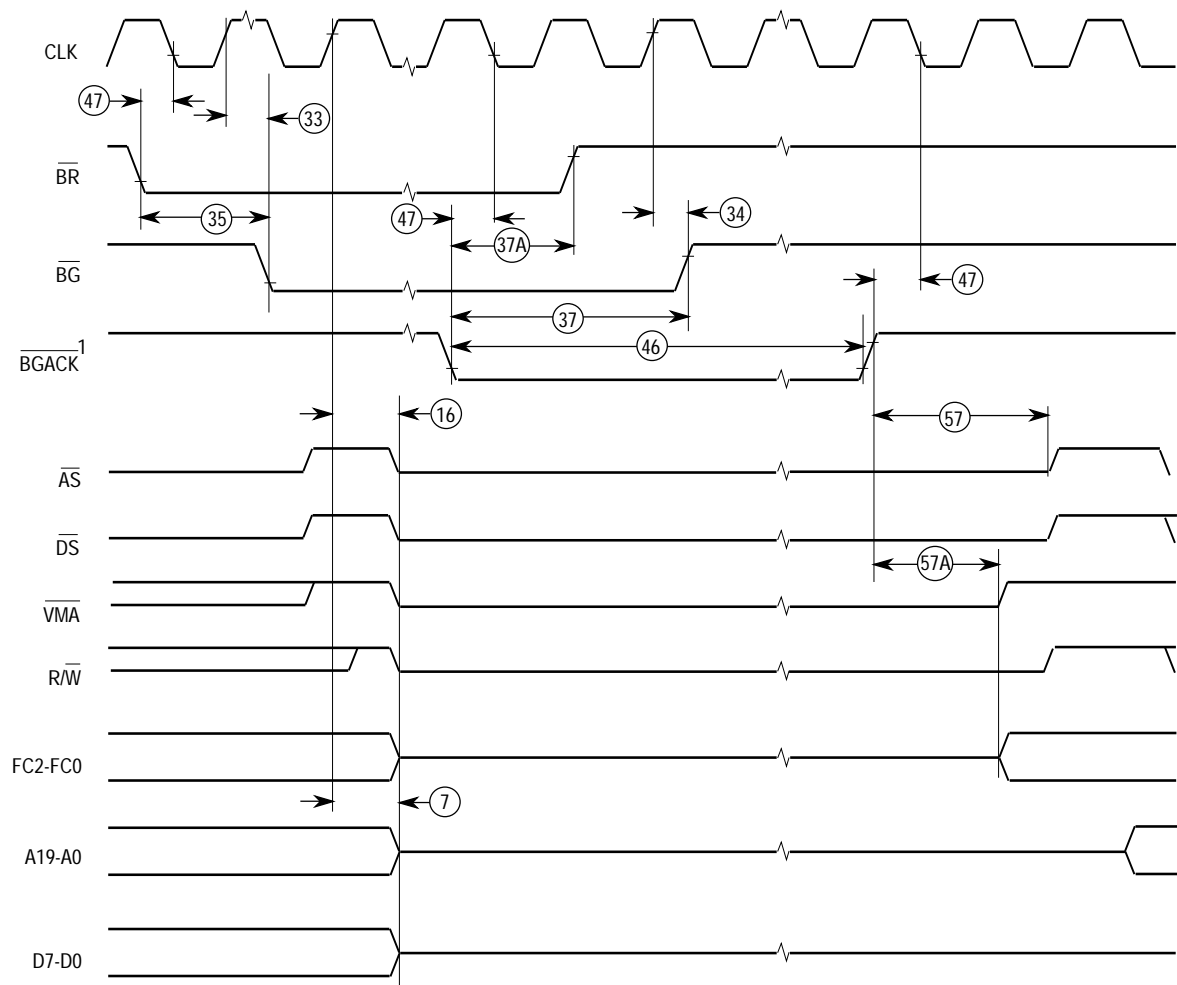 CLK
47
33
BR
35
47
37A
34
BG
47
37
BGACK1
46
16
57
AS
DS
57A
VMA
R/W
FC2-FC0
7
A19-A0
D7-D0